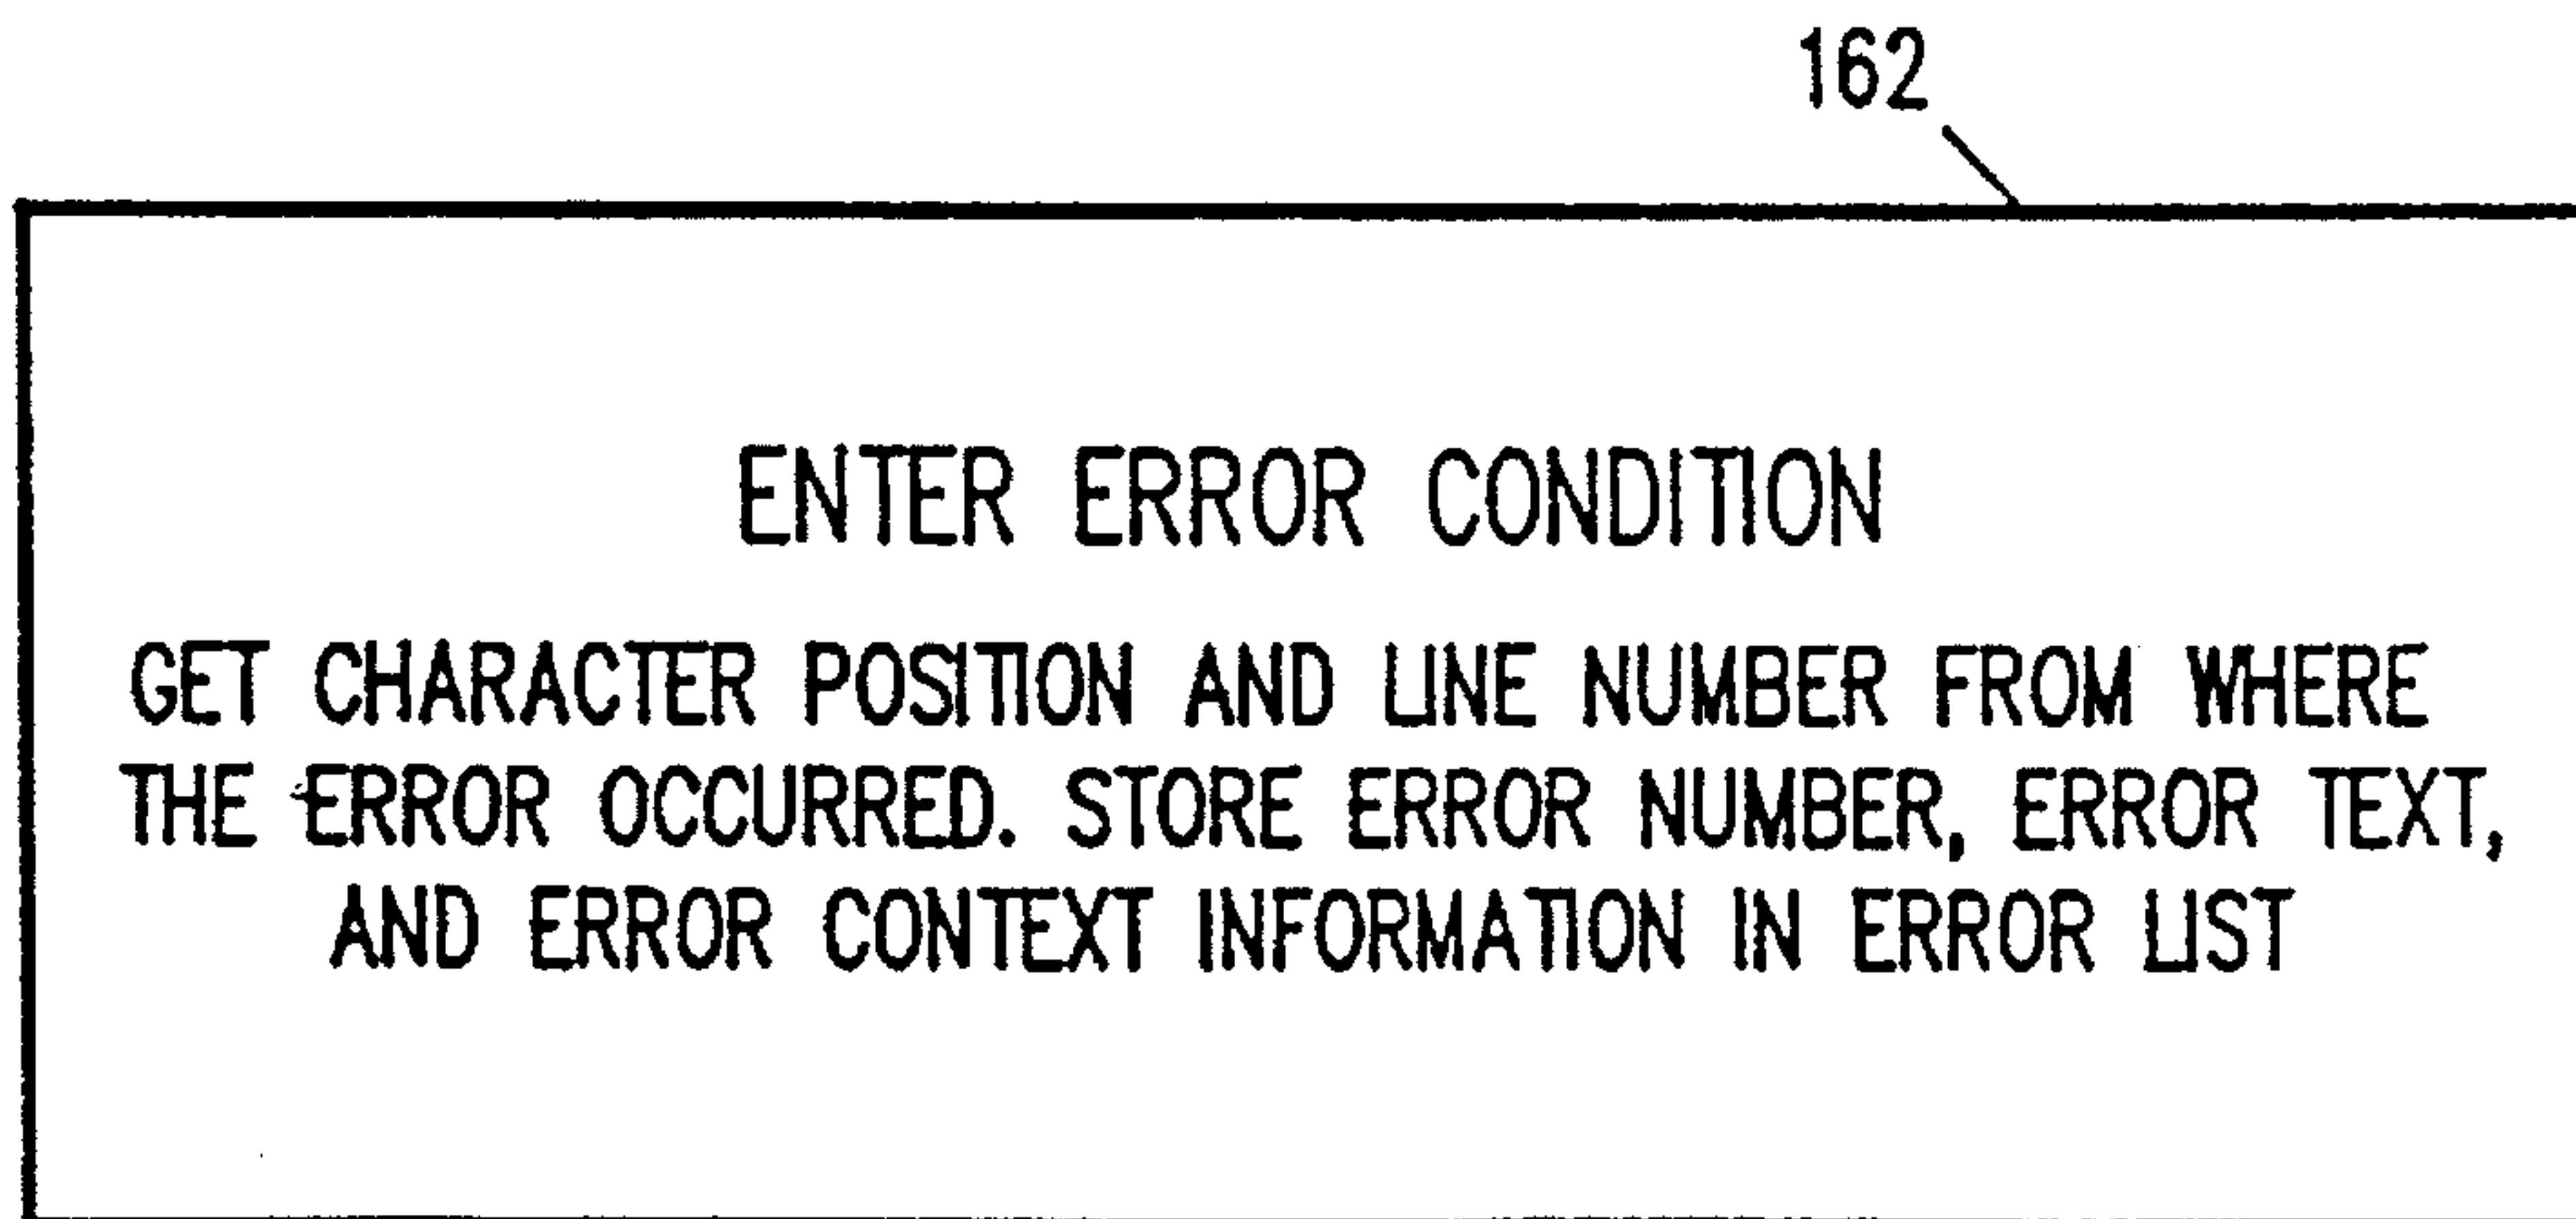 162
ENTER ERROR CONDITION
GET CHARACTER POSITION AND LINE NUMBER FROM WHERE
THE ERROR OCCURRED. STORE ERROR NUMBER, ERROR TEXT,
AND ERROR CONTEXT INFORMATION IN ERROR LIST